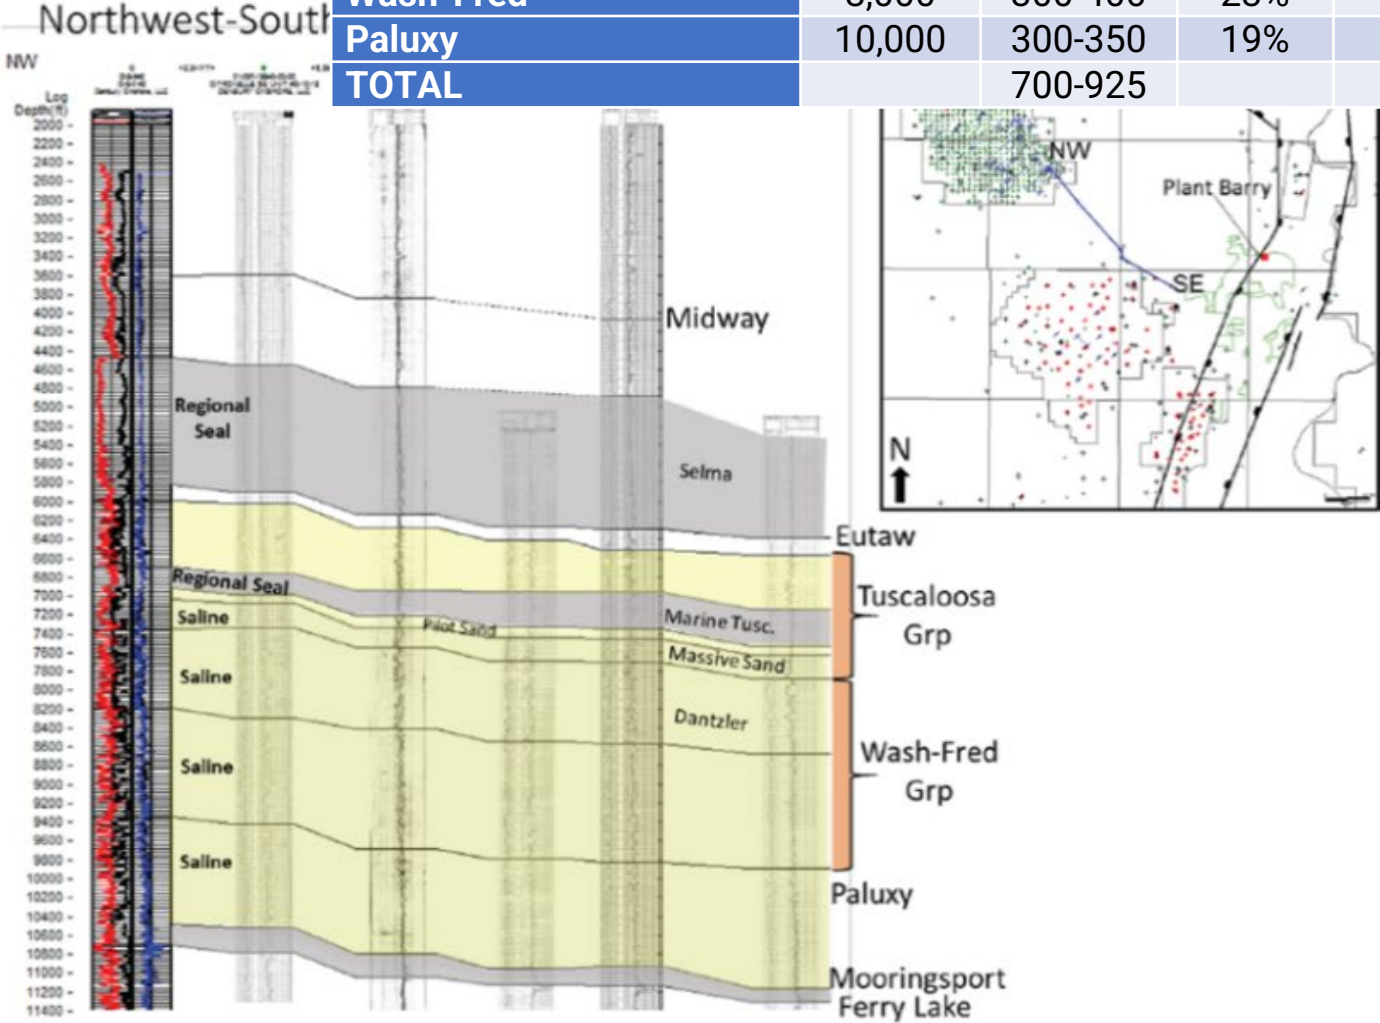 Northwest-South
Paluxy 10,000 300-350 19%
TOTAL 700-925
NW
Log
Depth(ft)
2000
2200
2400
2600
2800
3000
3200
3400
3600
3800
4000
4200
4400
4600
4800
5000
5200
5400
5600
5800
6000
6200
6400
6600
6800
7000
7200
7400
7600
7800
8000
8200
8400
8600
8800
9000
9200
9400
9600
9800
10000
10200
10400
10600
10800
11000
11200
11400
Midway
Regional
Seal
Selma
Eutaw
Regional Seal
Marine Tusc.
Tuscaloosa
Grp
Saline
Pilot Sand
Massive Sand
Saline
Dantzler
Wash-Fred
Grp
Saline
Saline
Paluxy
Mooringsport
Ferry Lake
NW
Plant Barry
SE
N